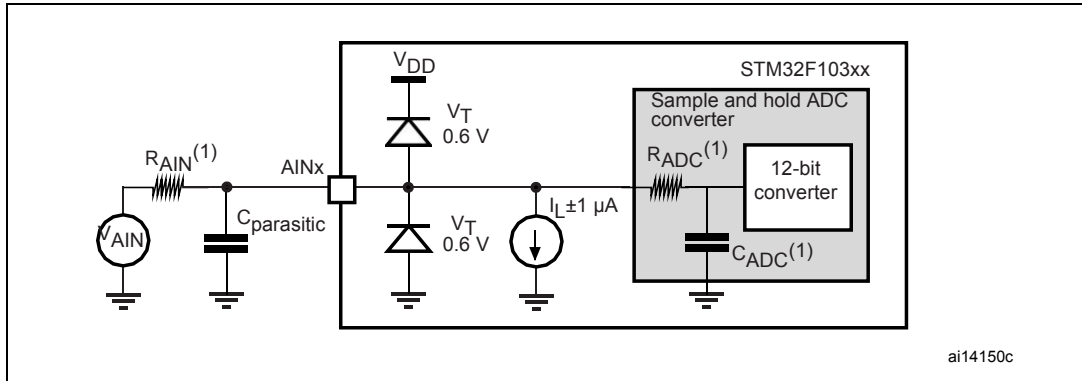 STM32F103xx
Sample and hold ADC
converter
VDD
VT
0.6 V
RAIN(1)
AINx
RADC(1)
12-bit
converter
VAIN
Cparasitic
VT
0.6 V
IL±1 µA
CADC(1)
ai14150c